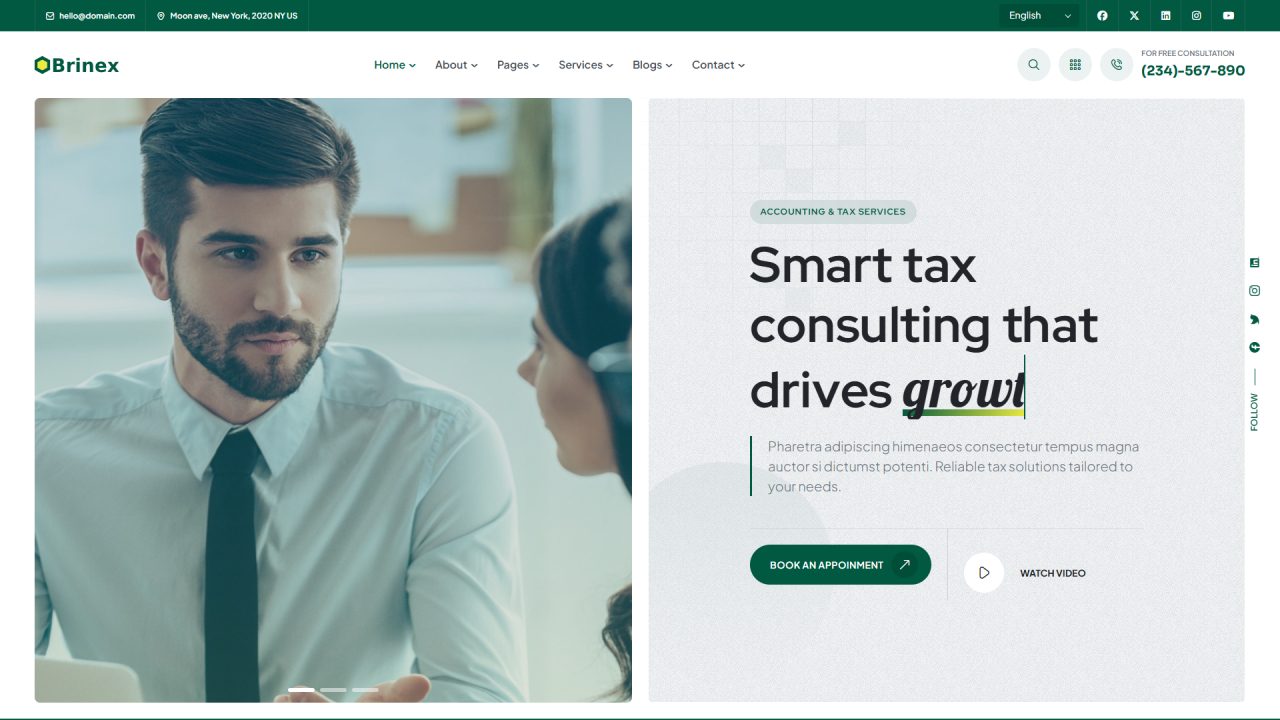 hello@domain.com
Moon ave, New York, 2020 NY US
English
Brinex
Home
About
Pages
Services
Blogs
Contact
FOR FREE CONSULTATION
(234)-567-890
ACCOUNTING & TAX SERVICES
Smart tax
consulting that
drives growt
Pharetra adipiscing himenaeos consectetur tempus magna
auctor si dictumst potenti. Reliable tax solutions tailored to
your needs.
BOOK AN APPOINMENT
WATCH VIDEO
FOLLOW